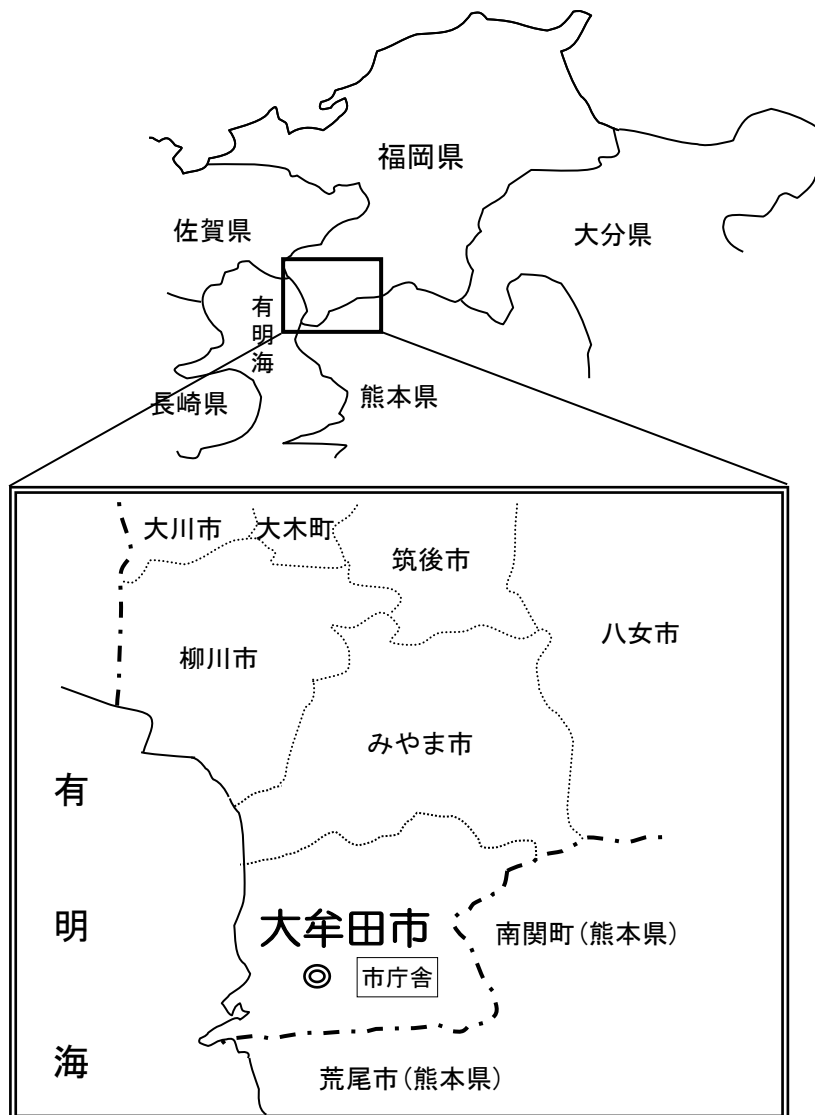 福岡県
佐賀県
大分県
有明海
長崎県
熊本県
大川市
大木町
筑後市
八女市
柳川市
みやま市
有明海
大牟田市
南関町(熊本県)
市庁舎
荒尾市(熊本県)